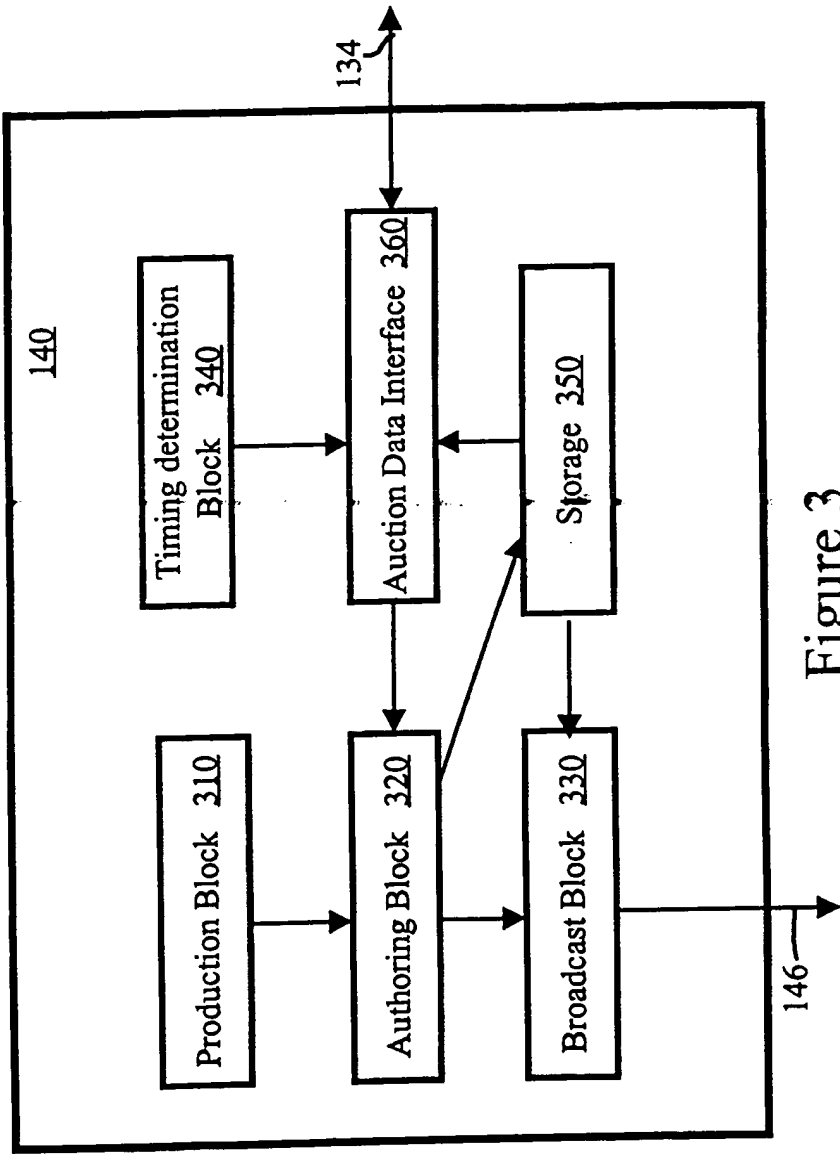 140
Production Block 310
Timing determination
Block 340
Authoring Block 320
Auction Data Interface 360
134
Broadcast Block 330
Storage 350
146
Figure 3